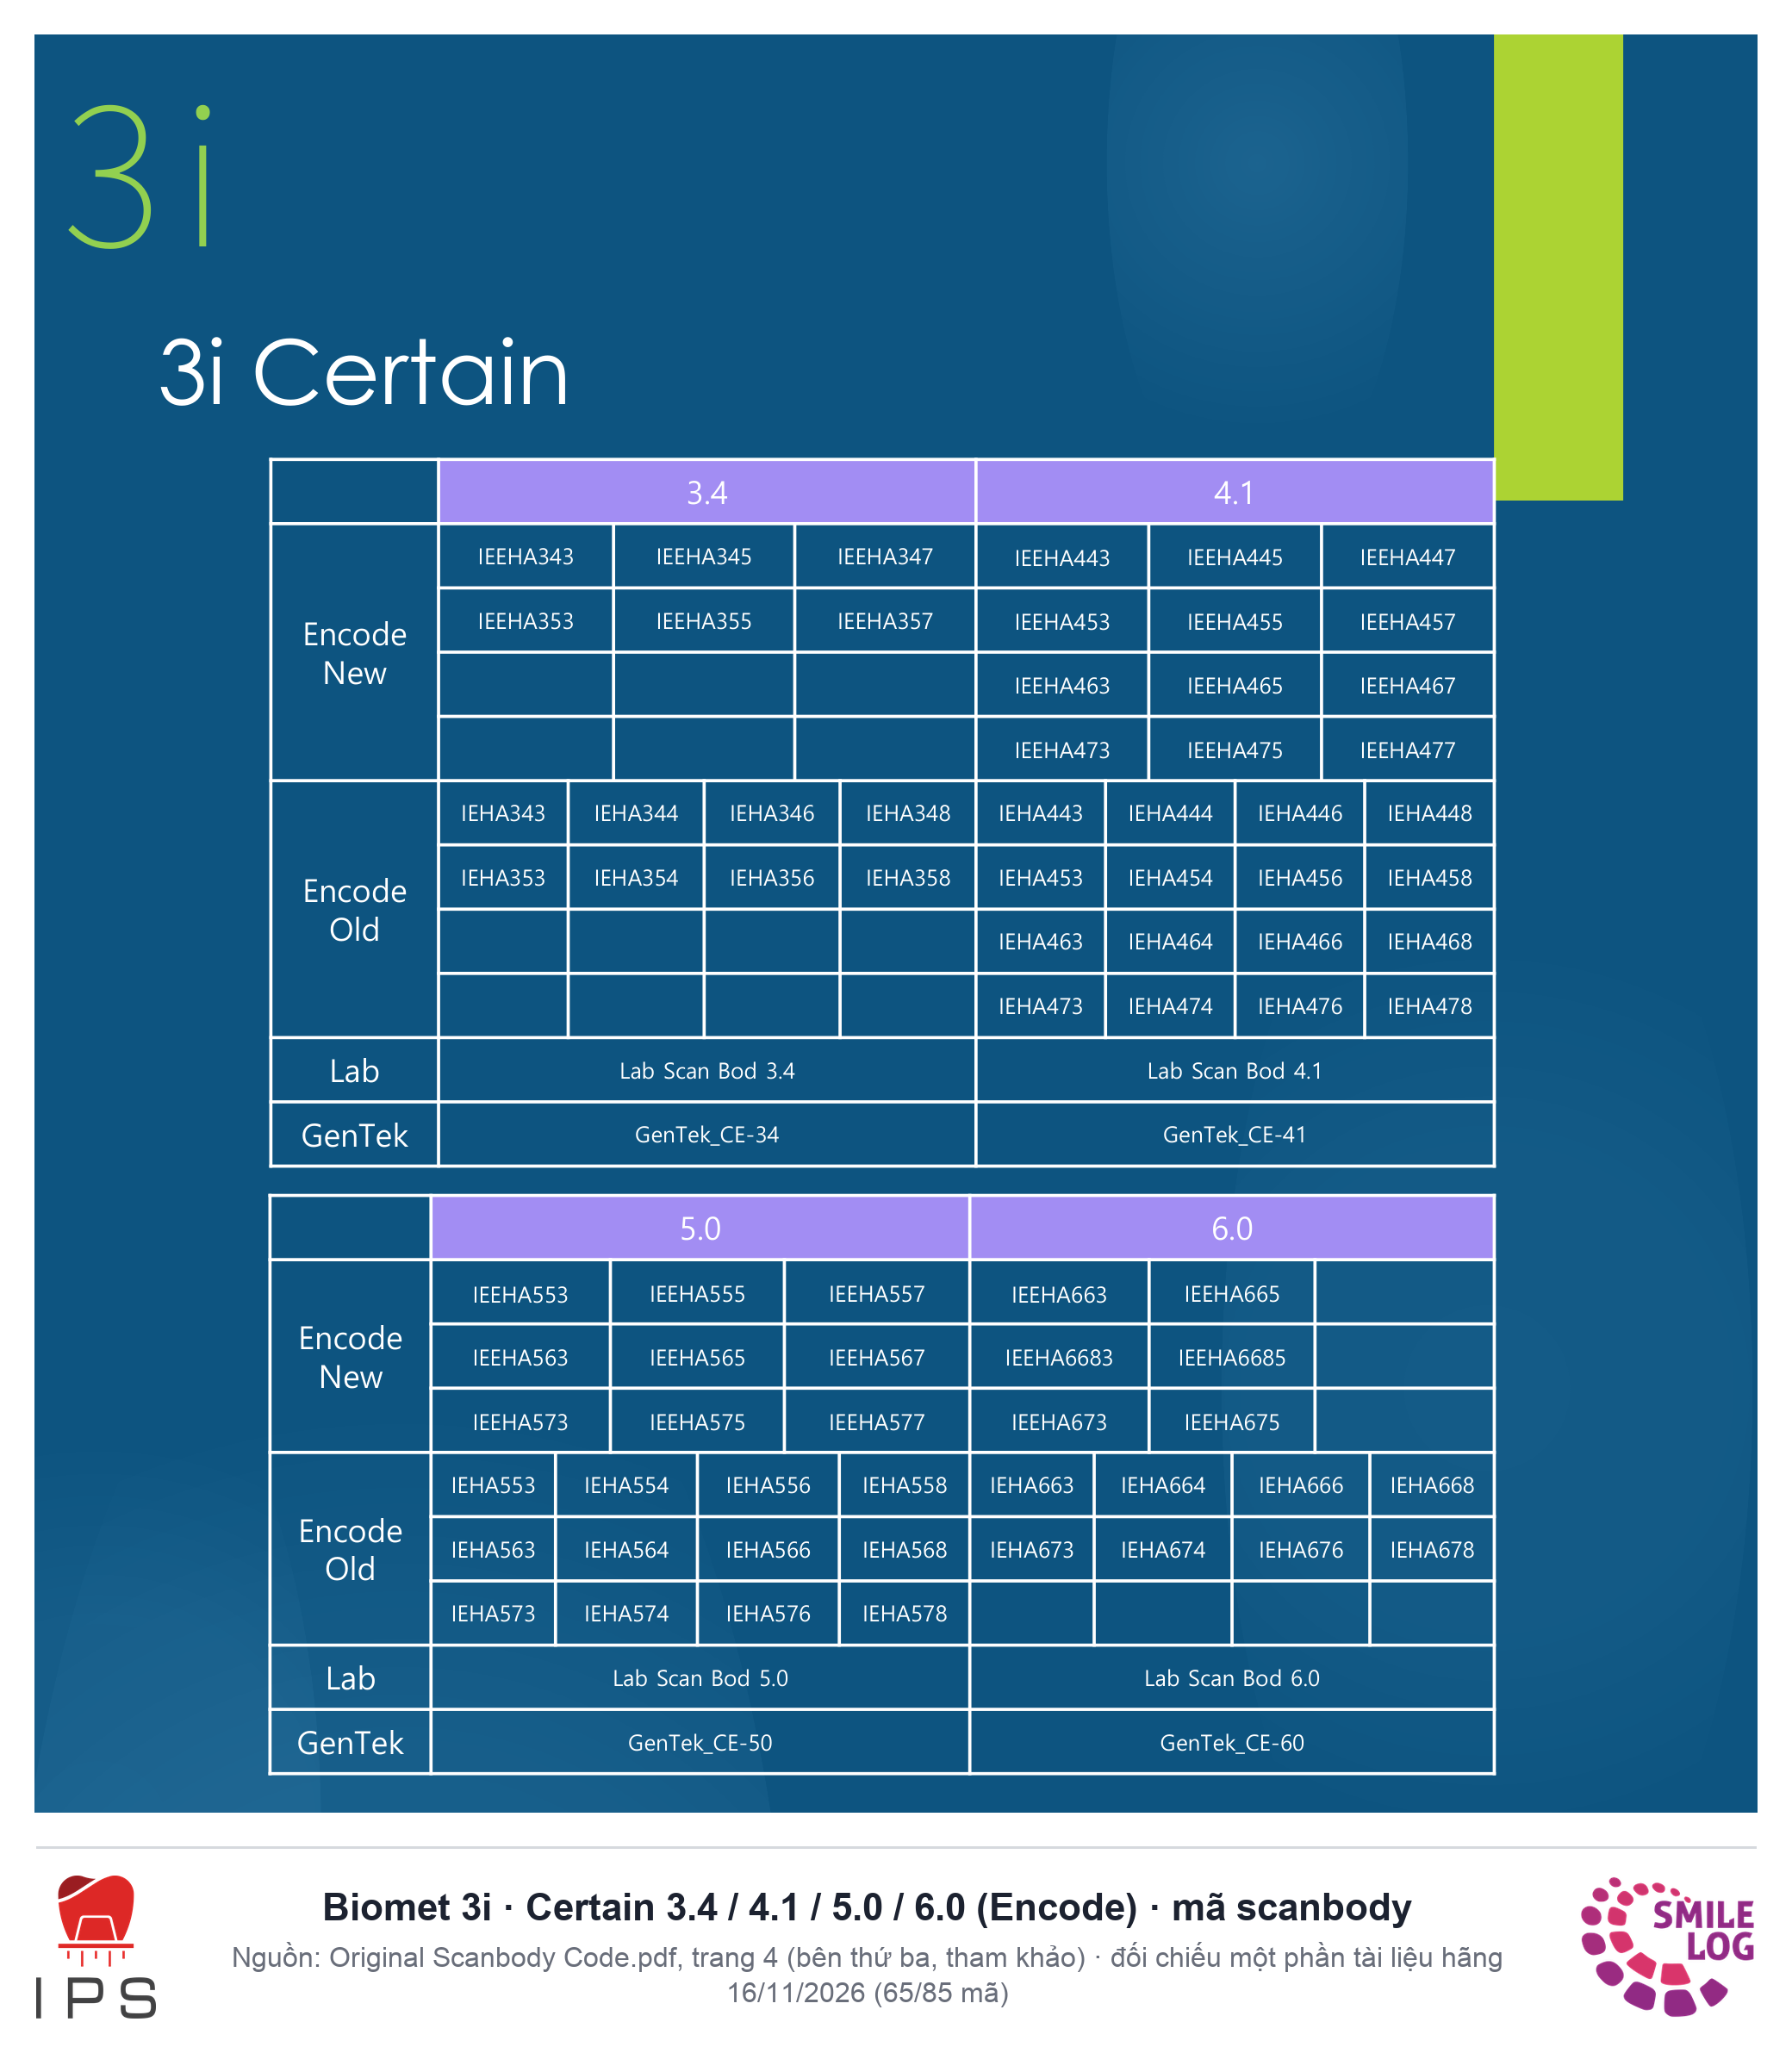 3i
3i Certain
3.4 4.1
Encode New
IEEHA343 IEEHA345 IEEHA347 IEEHA443 IEEHA445 IEEHA447
IEEHA353 IEEHA355 IEEHA357 IEEHA453 IEEHA455 IEEHA457
IEEHA463 IEEHA465 IEEHA467
IEEHA473 IEEHA475 IEEHA477
Encode Old
IEHA343 IEHA344 IEHA346 IEHA348 IEHA443 IEHA444 IEHA446 IEHA448
IEHA353 IEHA354 IEHA356 IEHA358 IEHA453 IEHA454 IEHA456 IEHA458
IEHA463 IEHA464 IEHA466 IEHA468
IEHA473 IEHA474 IEHA476 IEHA478
Lab Lab Scan Bod 3.4 Lab Scan Bod 4.1
GenTek GenTek_CE-34 GenTek_CE-41
5.0 6.0
Encode New
IEEHA553 IEEHA555 IEEHA557 IEEHA663 IEEHA665
IEEHA563 IEEHA565 IEEHA567 IEEHA6683 IEEHA6685
IEEHA573 IEEHA575 IEEHA577 IEEHA673 IEEHA675
Encode Old
IEHA553 IEHA554 IEHA556 IEHA558 IEHA663 IEHA664 IEHA666 IEHA668
IEHA563 IEHA564 IEHA566 IEHA568 IEHA673 IEHA674 IEHA676 IEHA678
IEHA573 IEHA574 IEHA576 IEHA578
Lab Lab Scan Bod 5.0 Lab Scan Bod 6.0
GenTek GenTek_CE-50 GenTek_CE-60
Biomet 3i · Certain 3.4 / 4.1 / 5.0 / 6.0 (Encode) · mã scanbody
Nguồn: Original Scanbody Code.pdf, trang 4 (bên thứ ba, tham khảo) · đối chiếu một phần tài liệu hãng
16/11/2026 (65/85 mã)
IPS
SMILE
LOG